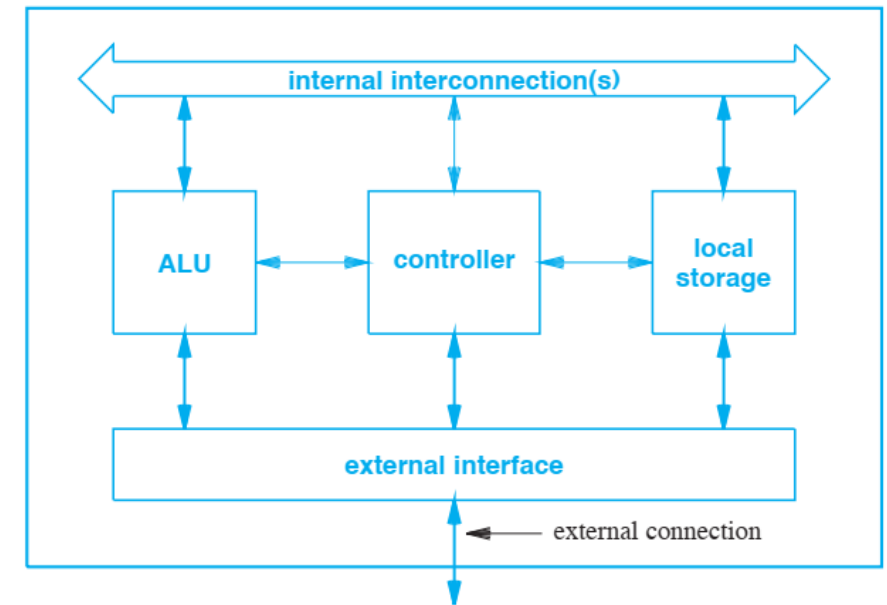 internal interconnection(s)
ALU
controller
local
storage
external interface
external connection